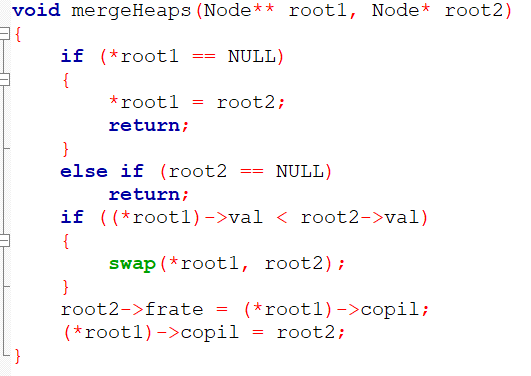 void mergeHeaps(Node** root1, Node* root2)
{
    if (*root1 == NULL)
    {
        *root1 = root2;
        return;
    }
    else if (root2 == NULL)
        return;
    if ((*root1)->val < root2->val)
    {
        swap(*root1, root2);
    }
    root2->frate = (*root1)->copil;
    (*root1)->copil = root2;
}